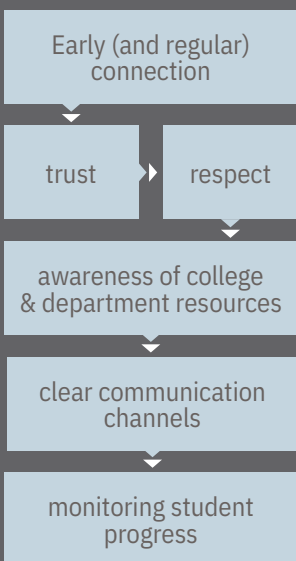 Early (and regular)
connection
trust
respect
awareness of college
& department resources
clear communication
channels
monitoring student
progress